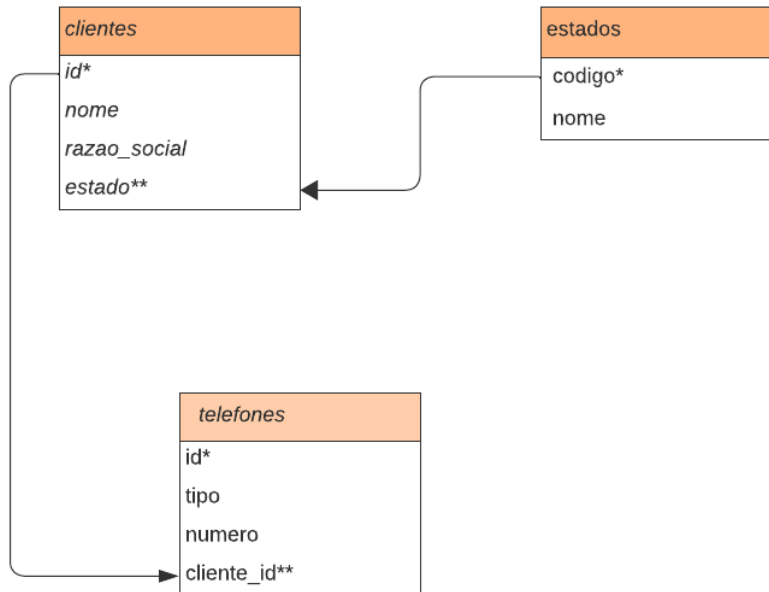 clientes
id*
nome
razao_social
estado**
estados
codigo*
nome
telefones
id*
tipo
numero
cliente_id**